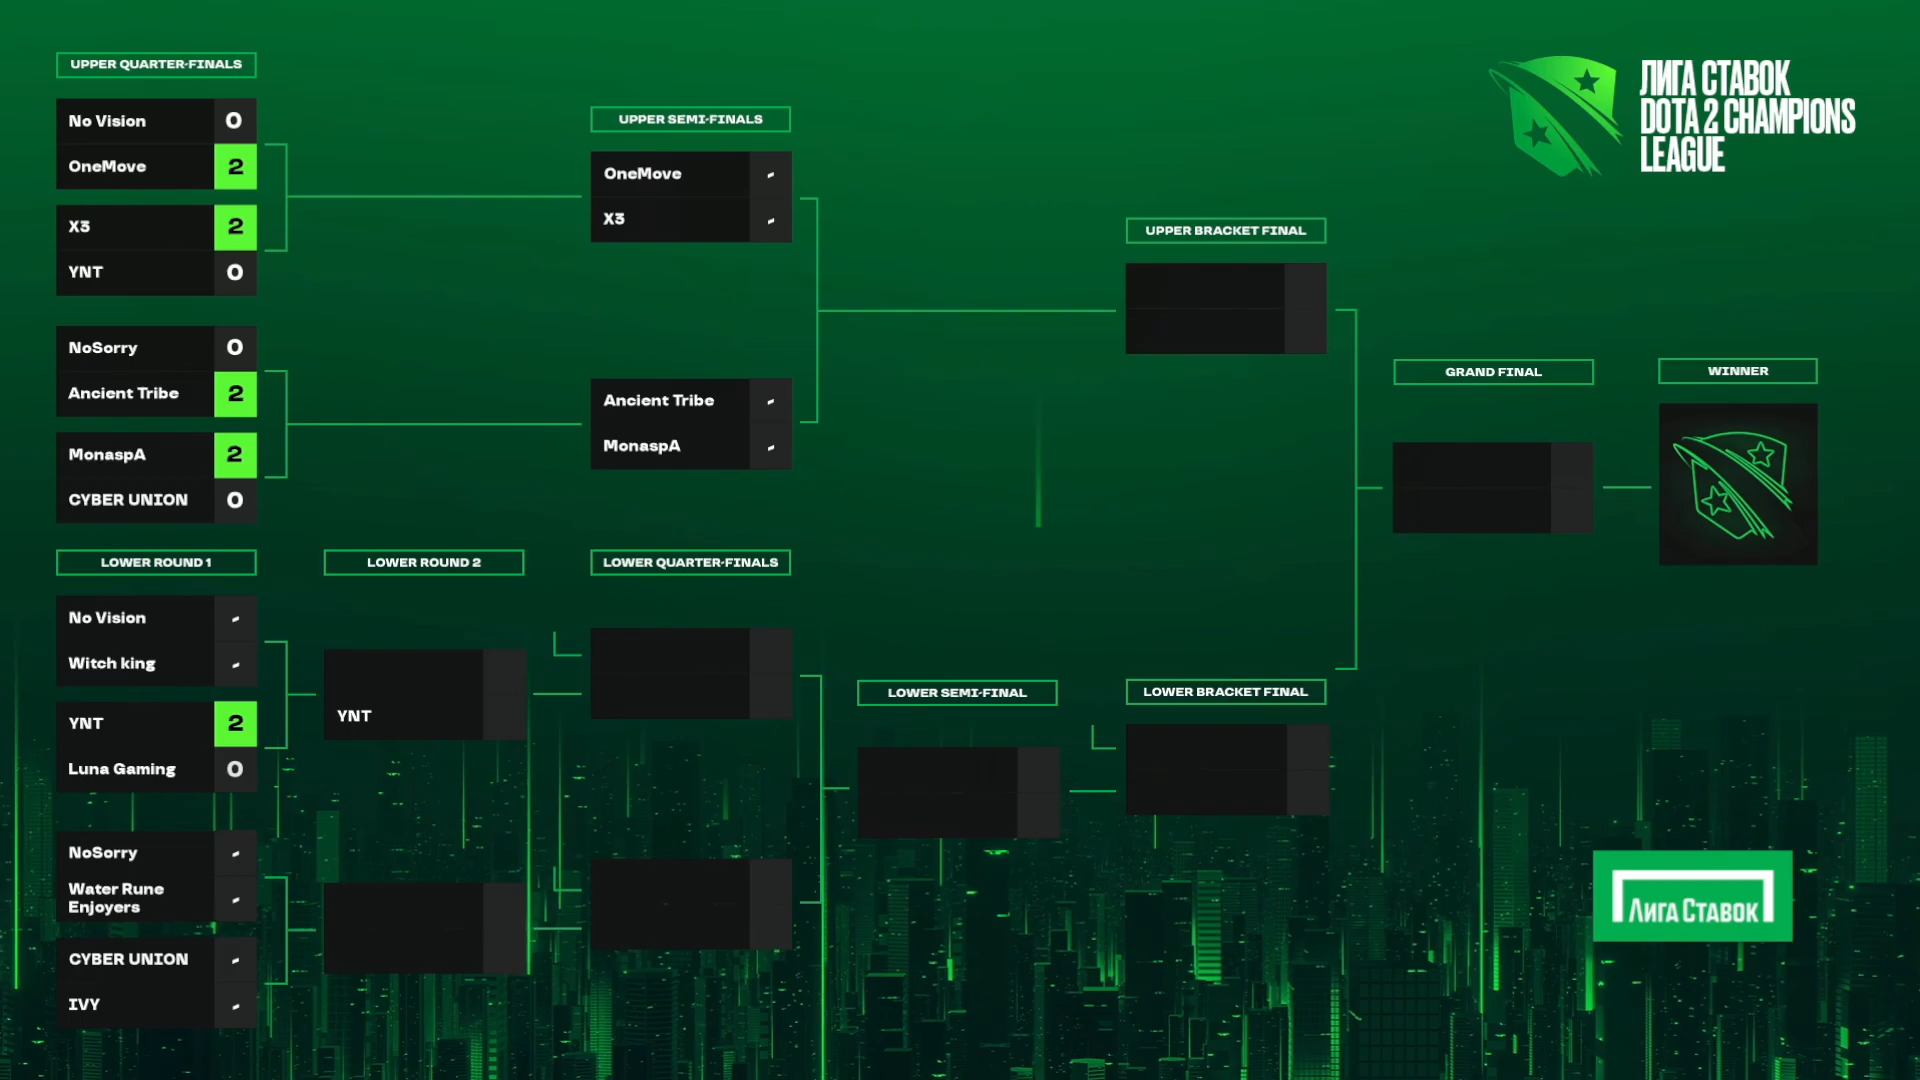 UPPER QUARTER-FINALS
No Vision 0
OneMove 2
X3 2
YNT 0
NoSorry 0
Ancient Tribe 2
MonaspA 2
CYBER UNION 0
UPPER SEMI-FINALS
OneMove -
X3 -
Ancient Tribe -
MonaspA -
UPPER BRACKET FINAL
GRAND FINAL
WINNER
ЛИГА СТАВОК
DOTA 2 CHAMPIONS
LEAGUE
LOWER ROUND 1
No Vision -
Witch king -
YNT 2
Luna Gaming 0
NoSorry -
Water Rune
Enjoyers -
CYBER UNION -
IVY -
LOWER ROUND 2
YNT
LOWER QUARTER-FINALS
LOWER SEMI-FINAL
LOWER BRACKET FINAL
ЛИГА СТАВОК